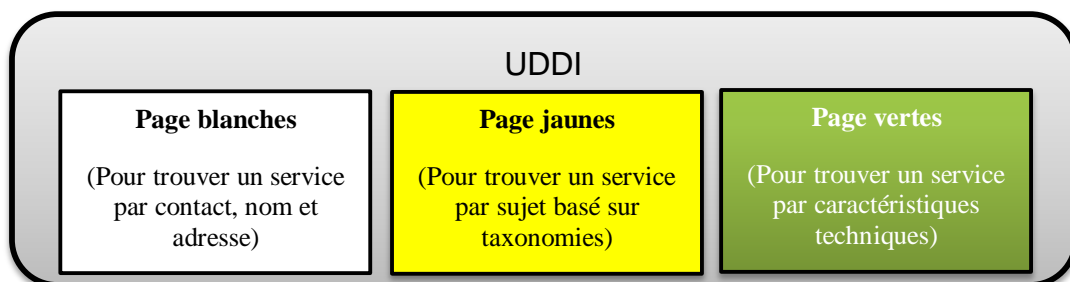 UDDI
Page blanches
(Pour trouver un service
par contact, nom et
adresse)
Page jaunes
(Pour trouver un service
par sujet basé sur
taxonomies)
Page vertes
(Pour trouver un service
par caractéristiques
techniques)